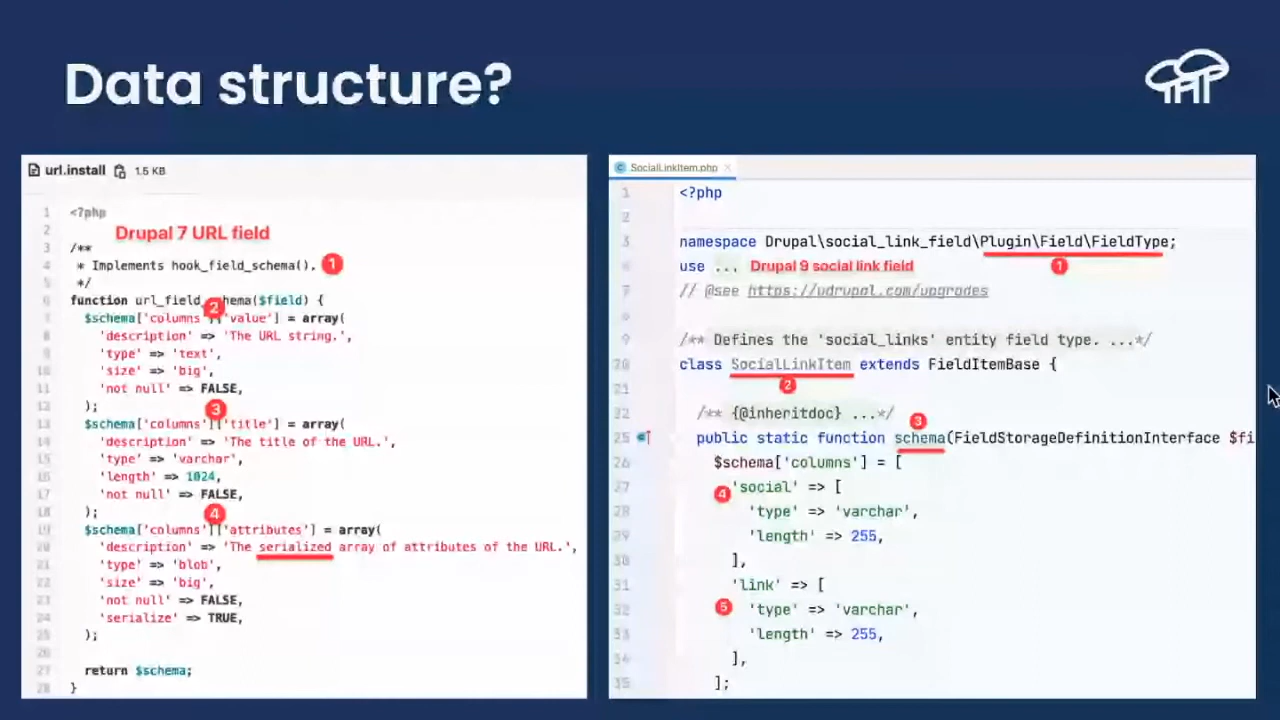 Data structure?
url.install 1.5 KB
1 <?php
2 Drupal 7 URL field
3 /**
4 * Implements hook_field_schema(). 1
5 */
6 function url_field_schema($field) {
2
7 $schema['columns']['value'] = array(
8 'description' => 'The URL string.',
9 'type' => 'text',
10 'size' => 'big',
11 'not null' => FALSE,
12 );
3
13 $schema['columns']['title'] = array(
14 'description' => 'The title of the URL.',
15 'type' => 'varchar',
16 'length' => 1024,
17 'not null' => FALSE,
18 );
4
19 $schema['columns']['attributes'] = array(
20 'description' => 'The serialized array of attributes of the URL.',
21 'type' => 'blob',
22 'size' => 'big',
23 'not null' => FALSE,
24 'serialize' => TRUE,
25 );
26
27 return $schema;
28 }
SocialLinkItem.php
1 <?php
2
3 namespace Drupal\social_link_field\Plugin\Field\FieldType;
1
use ... Drupal 9 social link field
7 // @see https://udrupal.com/upgrades
9 /** Defines the 'social_links' entity field type. ...*/
20 class SocialLinkItem extends FieldItemBase {
2
21
22 /** {@inheritdoc} ...*/
3
25 public static function schema(FieldStorageDefinitionInterface $fi
26 $schema['columns'] = [
27 'social' => [
4
28 'type' => 'varchar',
29 'length' => 255,
30 ],
31 'link' => [
5
32 'type' => 'varchar',
33 'length' => 255,
34 ],
35 ];